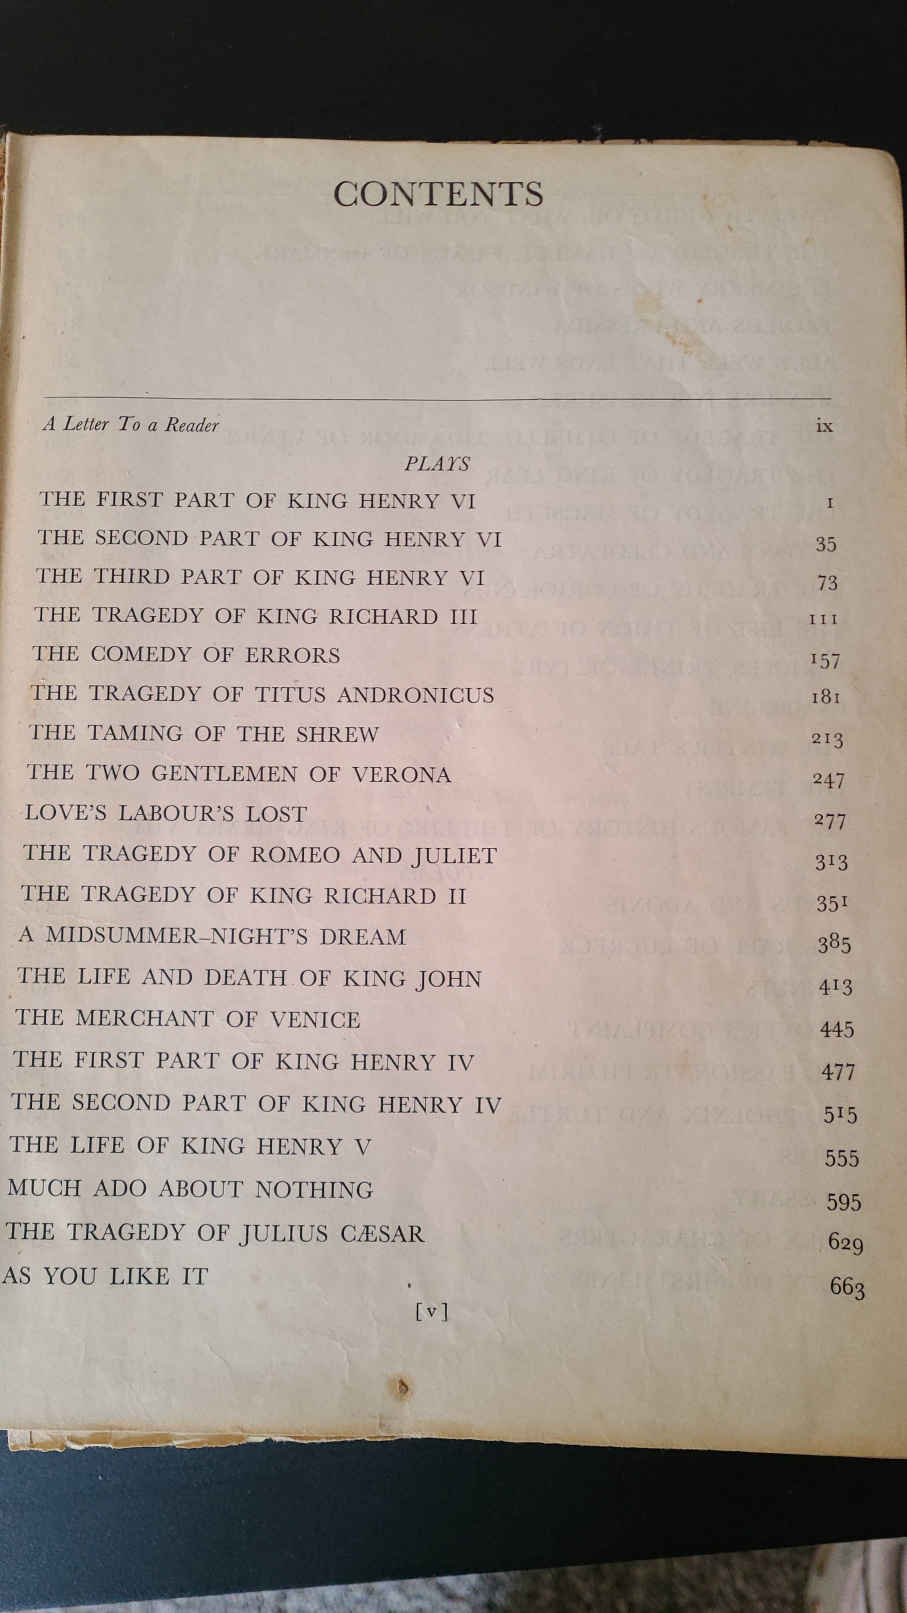 CONTENTS
A Letter To a Reader ix
PLAYS
THE FIRST PART OF KING HENRY VI 1
THE SECOND PART OF KING HENRY VI 35
THE THIRD PART OF KING HENRY VI 73
THE TRAGEDY OF KING RICHARD III 111
THE COMEDY OF ERRORS 157
THE TRAGEDY OF TITUS ANDRONICUS 181
THE TAMING OF THE SHREW 213
THE TWO GENTLEMEN OF VERONA 247
LOVE'S LABOUR'S LOST 277
THE TRAGEDY OF ROMEO AND JULIET 313
THE TRAGEDY OF KING RICHARD II 351
A MIDSUMMER–NIGHT'S DREAM 385
THE LIFE AND DEATH OF KING JOHN 413
THE MERCHANT OF VENICE 445
THE FIRST PART OF KING HENRY IV 477
THE SECOND PART OF KING HENRY IV 515
THE LIFE OF KING HENRY V 555
MUCH ADO ABOUT NOTHING 595
THE TRAGEDY OF JULIUS CÆSAR 629
AS YOU LIKE IT 663
[v]